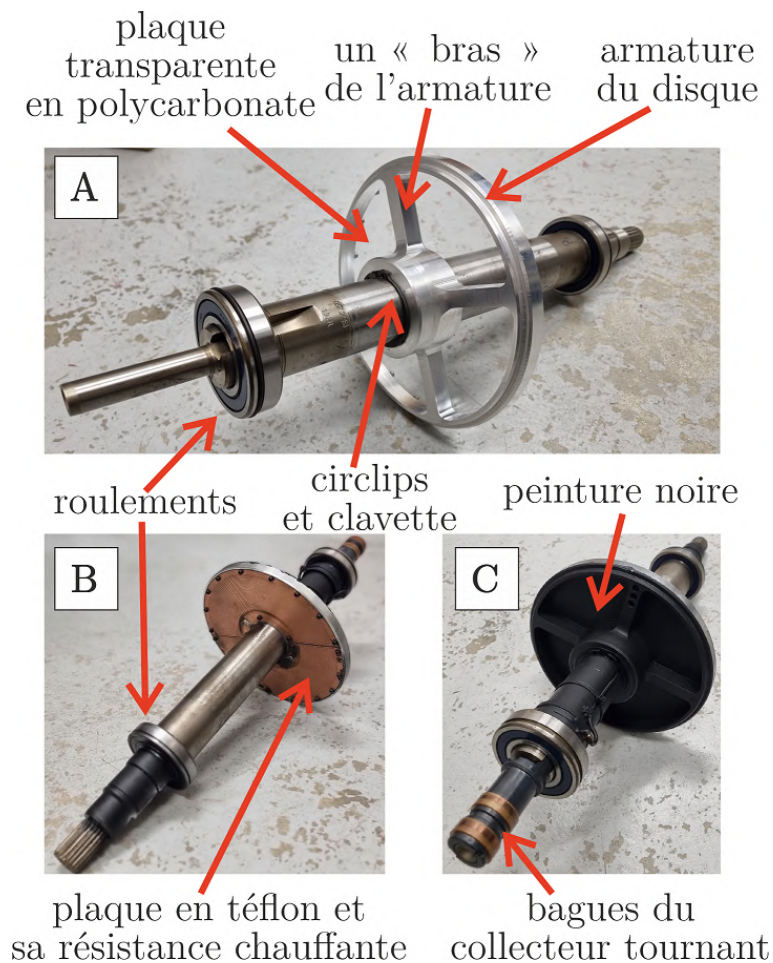 plaque
transparente
en polycarbonate
un « bras »
de l'armature
armature
du disque
A
roulements
circlips
et clavette
peinture noire
B
C
plaque en téflon et
sa résistance chauffante
bagues du
collecteur tournant